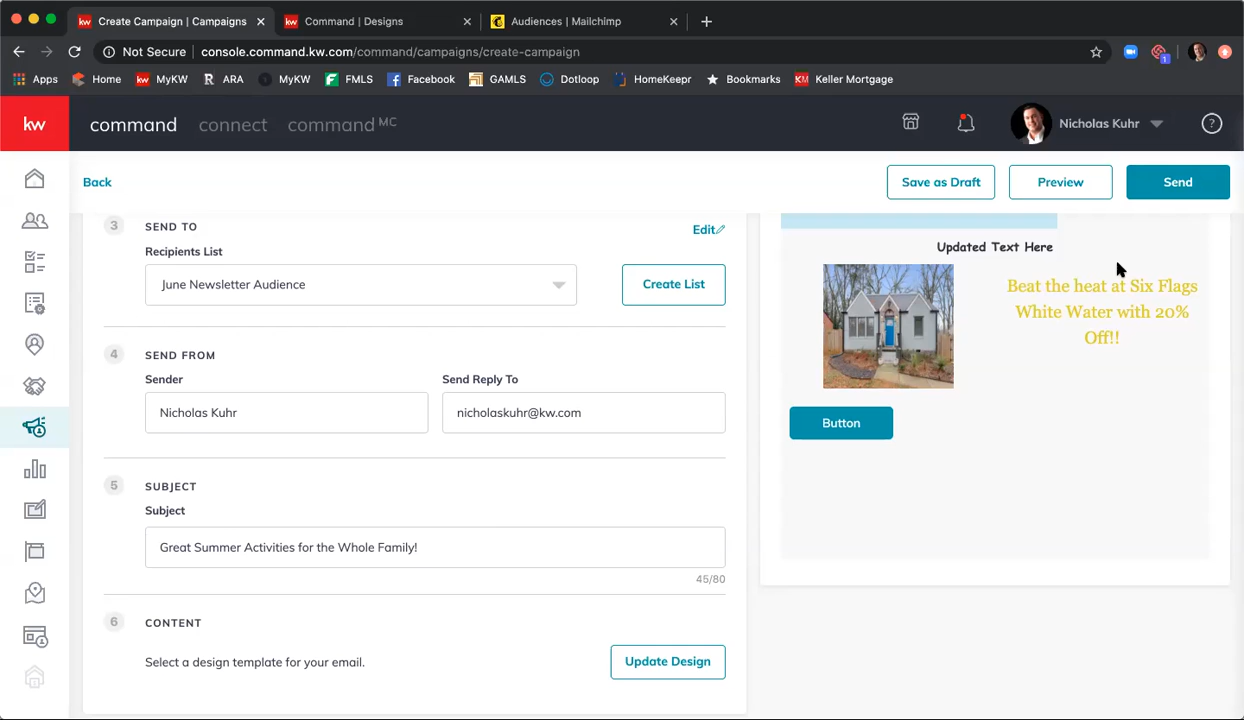 kw Create Campaign | Campaigns
kw Command | Designs
Audiences | Mailchimp
Not Secure | console.command.kw.com/command/campaigns/create-campaign
1
Apps
Home
kw MyKW
R ARA
MyKW
F FMLS
f Facebook
GAMLS
Dotloop
HomeKeepr
Bookmarks
KM Keller Mortgage
kw
command
connect
command MC
Nicholas Kuhr
?
Back
Save as Draft
Preview
Send
3
SEND TO
Edit
Recipients List
June Newsletter Audience
Create List
4
SEND FROM
Sender
Send Reply To
Nicholas Kuhr
nicholaskuhr@kw.com
5
SUBJECT
Subject
Great Summer Activities for the Whole Family!
45/80
6
CONTENT
Select a design template for your email.
Update Design
Updated Text Here
Beat the heat at Six Flags
White Water with 20%
Off!!
Button